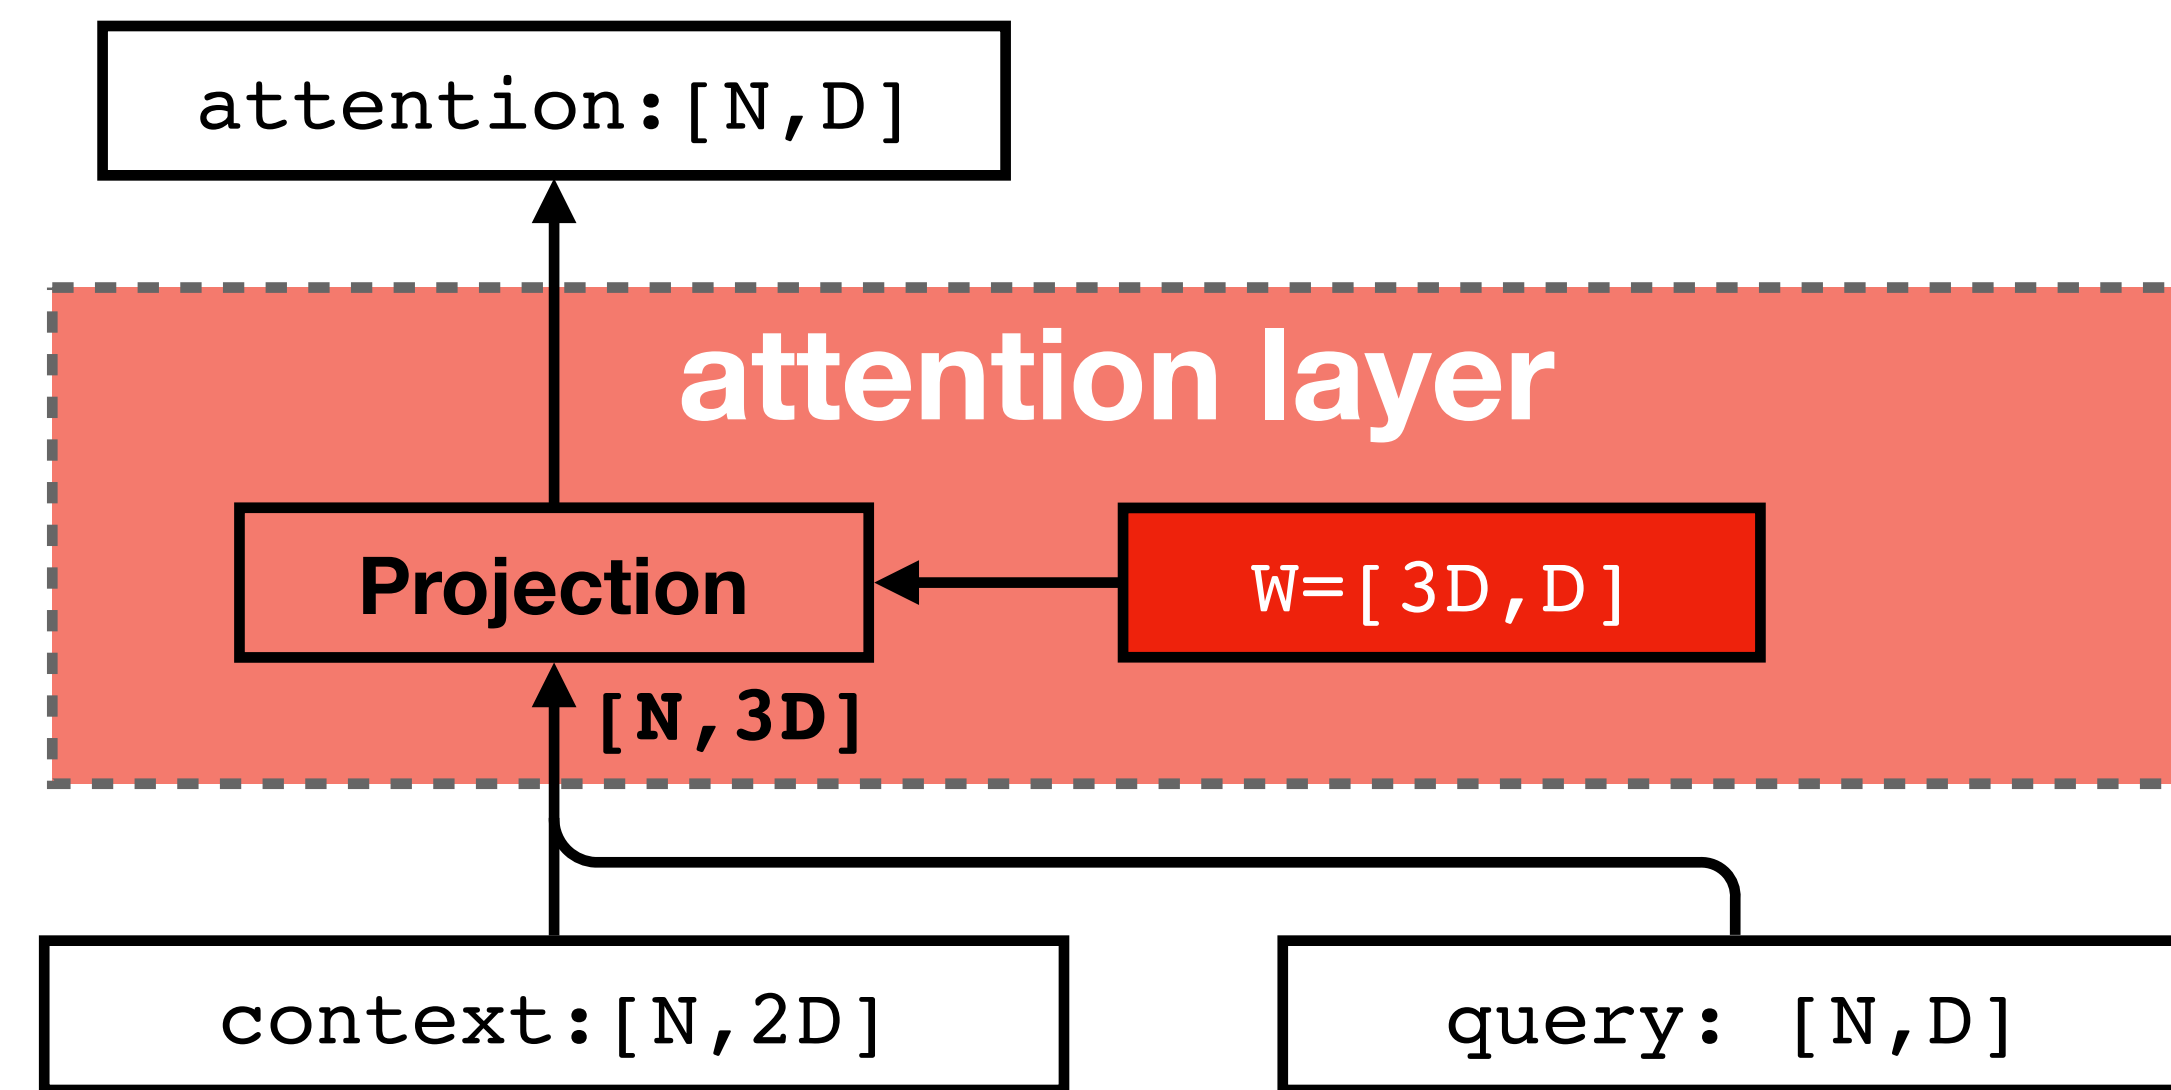 attention:[N,D]
attention layer
Projection
W=[3D,D]
[N,3D]
context:[N,2D]
query: [N,D]